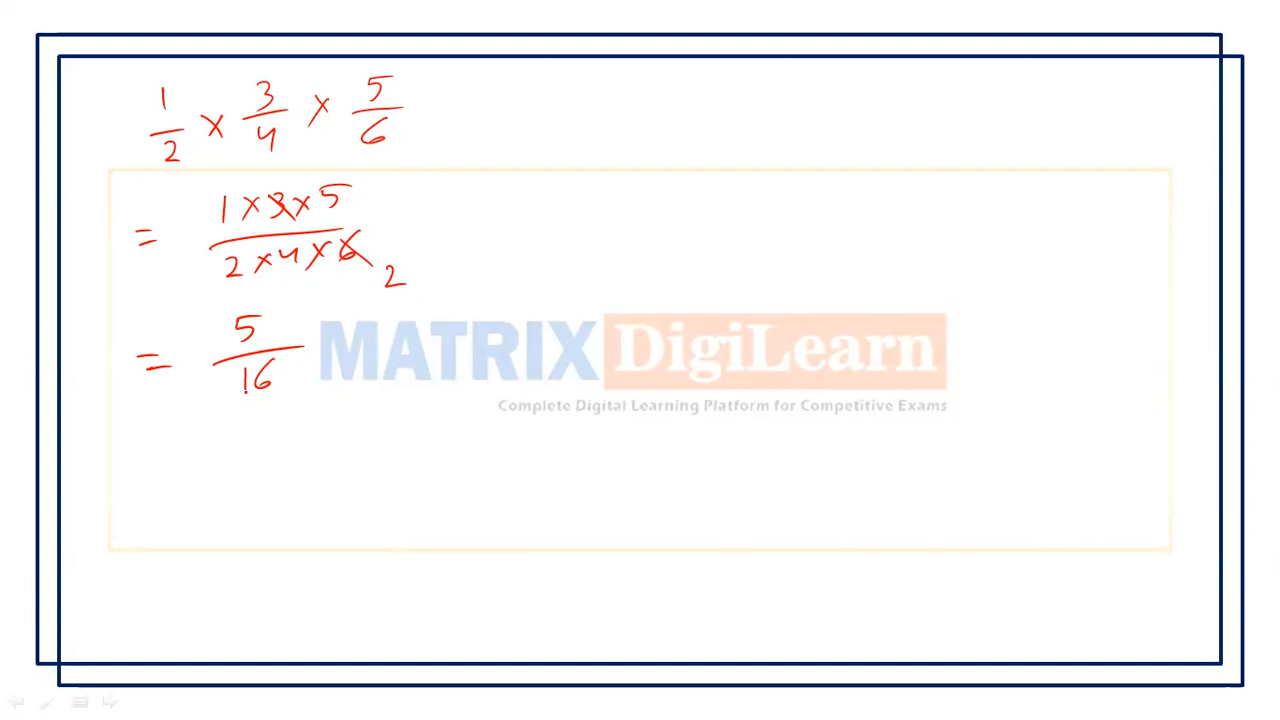 1/2 × 3/4 × 5/6
= 1 × 3 × 5 / 2 × 4 × 6 2
= 5/16
MATRIX DigiLearn
Complete Digital Learning Platform for Competitive Exams